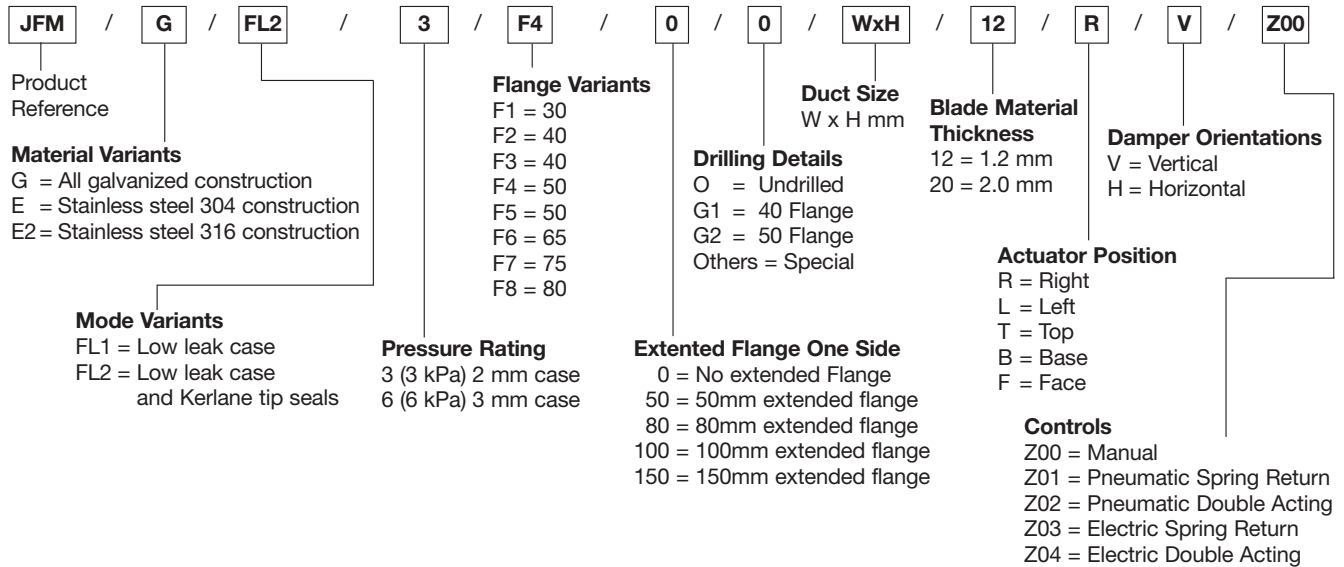 JFM / G / FL2 / 3 / F4 / 0 / 0 / WxH / 12 / R / V / Z00
Product
Reference
Material Variants
G = All galvanized construction
E = Stainless steel 304 construction
E2 = Stainless steel 316 construction
Mode Variants
FL1 = Low leak case
FL2 = Low leak case
and Kerlane tip seals
Pressure Rating
3 (3 kPa) 2 mm case
6 (6 kPa) 3 mm case
Flange Variants
F1 = 30
F2 = 40
F3 = 40
F4 = 50
F5 = 50
F6 = 65
F7 = 75
F8 = 80
Extented Flange One Side
0 = No extended Flange
50 = 50mm extended flange
80 = 80mm extended flange
100 = 100mm extended flange
150 = 150mm extended flange
Drilling Details
O = Undrilled
G1 = 40 Flange
G2 = 50 Flange
Others = Special
Duct Size
W x H mm
Blade Material
Thickness
12 = 1.2 mm
20 = 2.0 mm
Actuator Position
R = Right
L = Left
T = Top
B = Base
F = Face
Damper Orientations
V = Vertical
H = Horizontal
Controls
Z00 = Manual
Z01 = Pneumatic Spring Return
Z02 = Pneumatic Double Acting
Z03 = Electric Spring Return
Z04 = Electric Double Acting